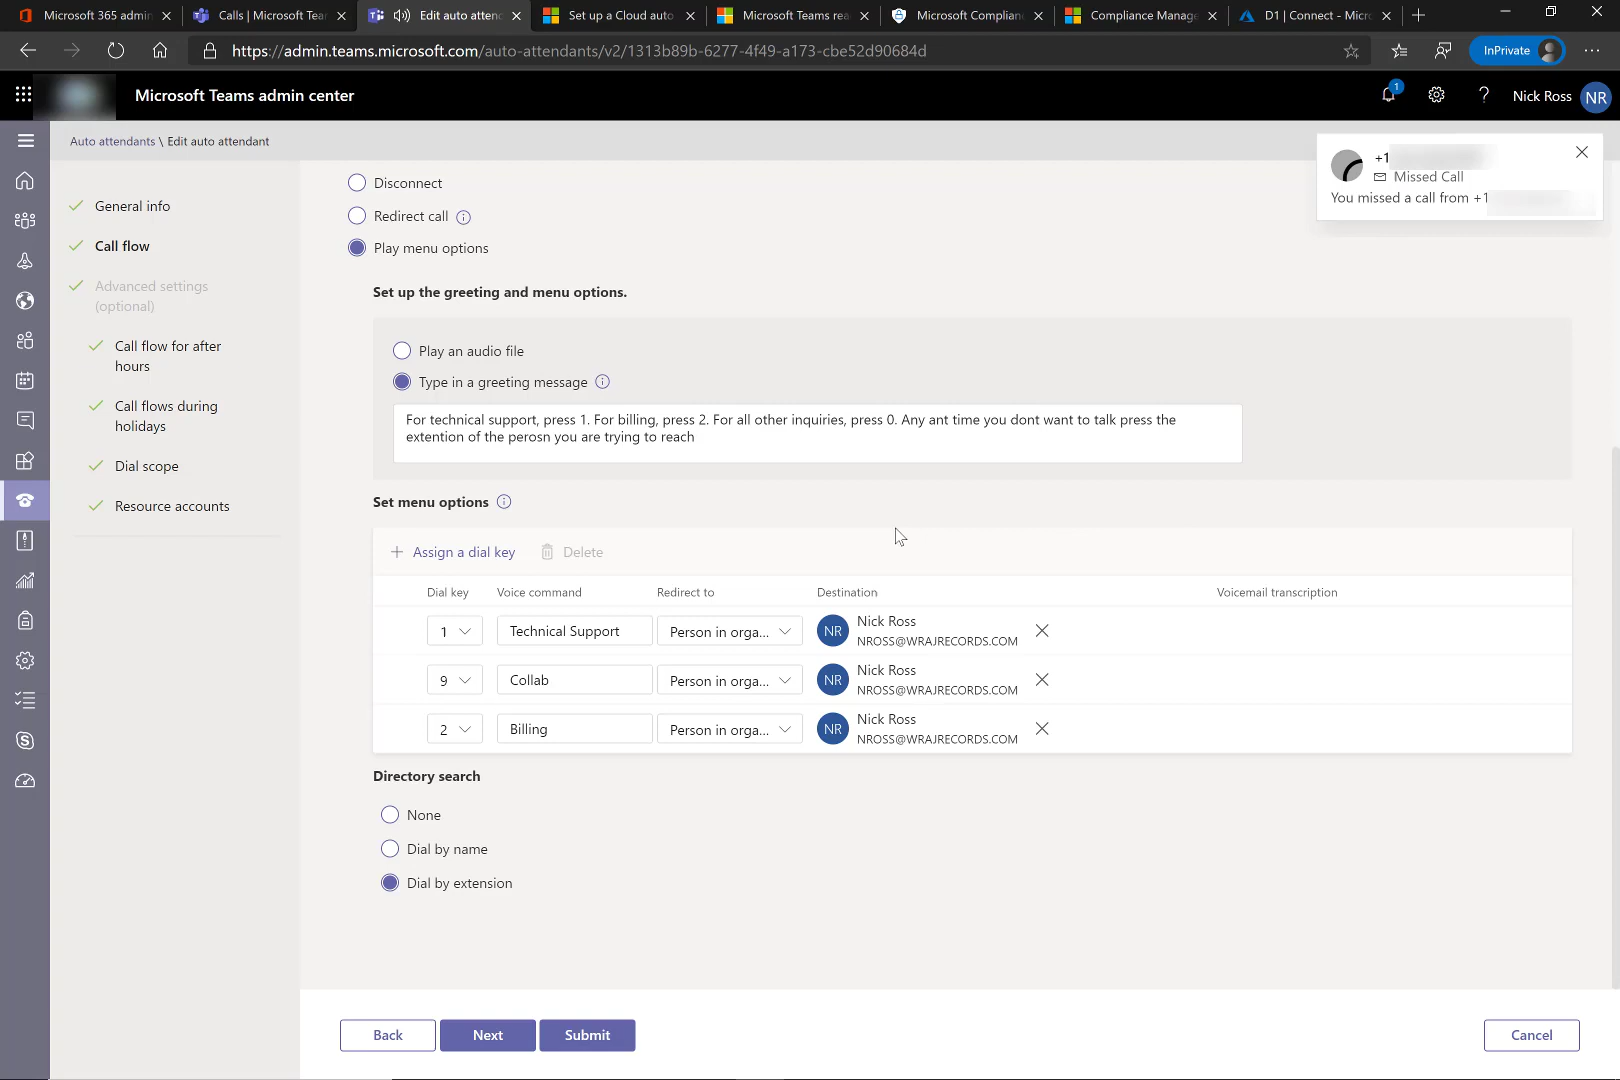 Microsoft 365 admin
Calls | Microsoft Tear
Edit auto attend
Set up a Cloud auto
Microsoft Teams rea
Microsoft Complian
Compliance Manage
D1 | Connect - Micro
https://admin.teams.microsoft.com/auto-attendants/v2/1313b89b-6277-4f49-a173-cbe52d90684d
InPrivate
Microsoft Teams admin center
1
Nick Ross
NR
Auto attendants \ Edit auto attendant
General info
Call flow
Advanced settings
(optional)
Call flow for after
hours
Call flows during
holidays
Dial scope
Resource accounts
+1
Missed Call
You missed a call from +1
Disconnect
Redirect call
Play menu options
Set up the greeting and menu options.
Play an audio file
Type in a greeting message
For technical support, press 1. For billing, press 2. For all other inquiries, press 0. Any ant time you dont want to talk press the
extention of the perosn you are trying to reach
Set menu options
Assign a dial key
Delete
Dial key Voice command Redirect to Destination Voicemail transcription
1 Technical Support Person in orga... NR Nick Ross
NROSS@WRAJRECORDS.COM
9 Collab Person in orga... NR Nick Ross
NROSS@WRAJRECORDS.COM
2 Billing Person in orga... NR Nick Ross
NROSS@WRAJRECORDS.COM
Directory search
None
Dial by name
Dial by extension
Back
Next
Submit
Cancel